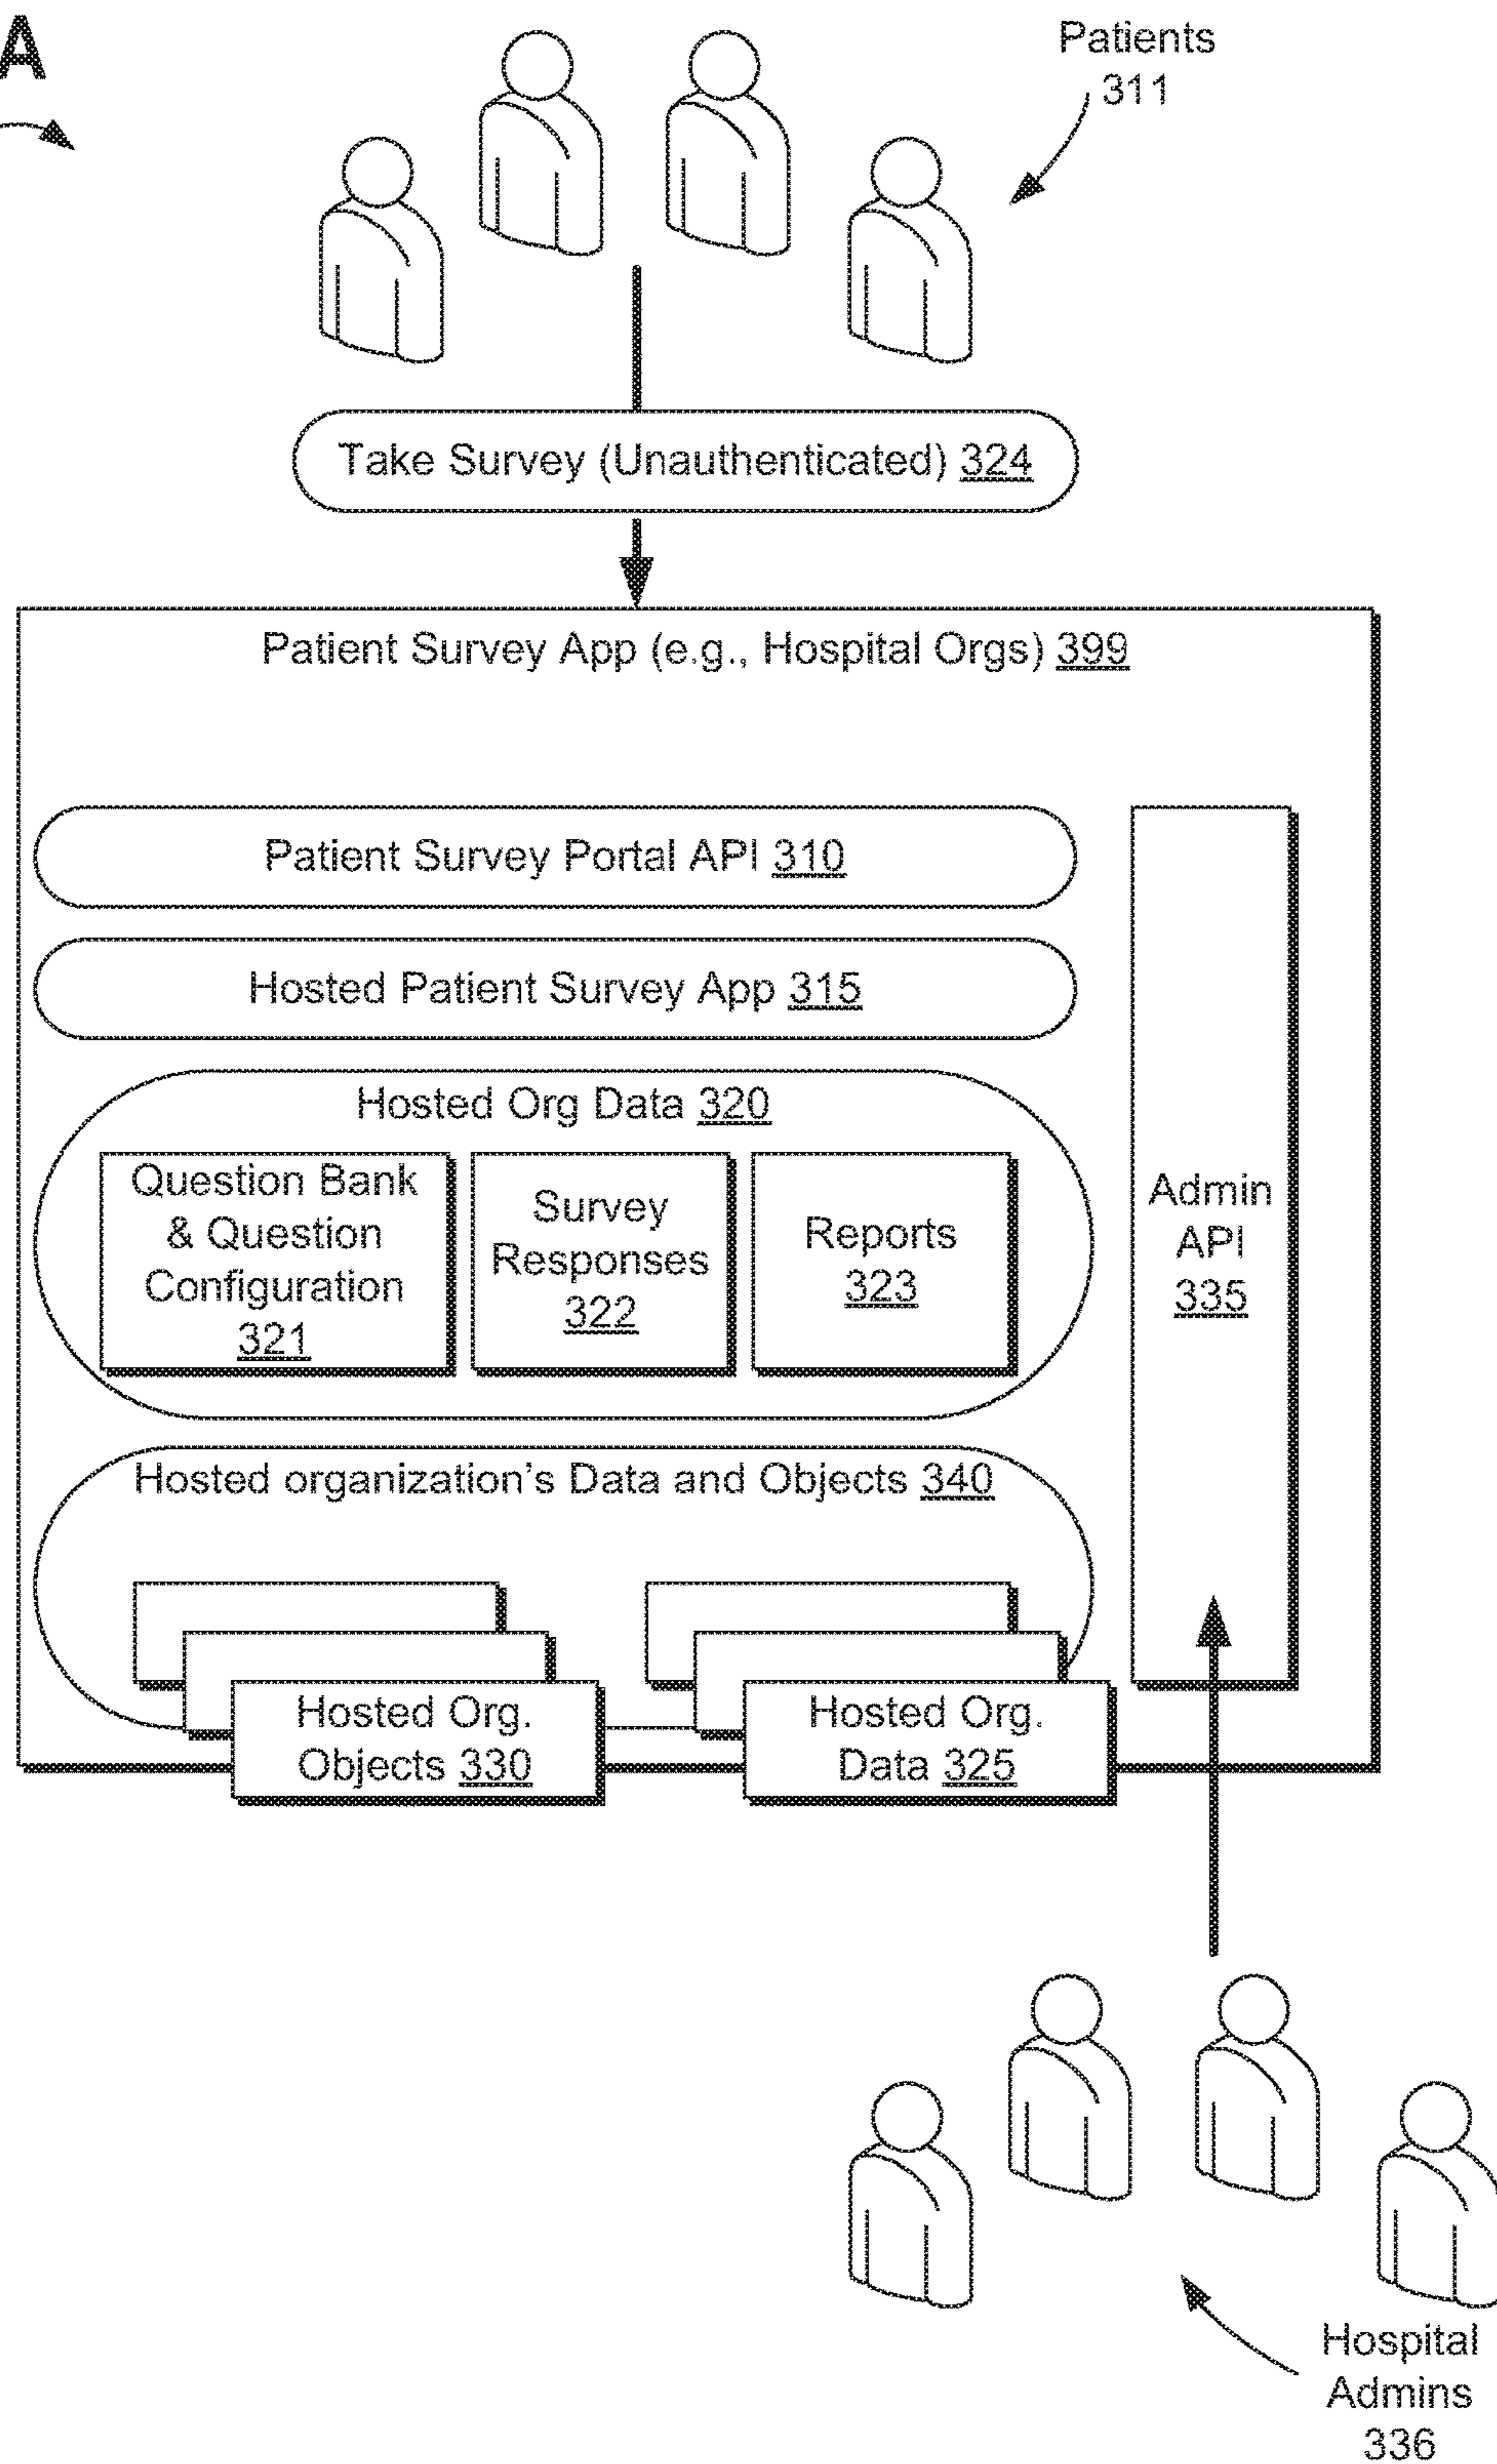 A
Patients
311
Take Survey (Unauthenticated) 324
Patient Survey App (e.g., Hospital Orgs) 399
Patient Survey Portal API 310
Hosted Patient Survey App 315
Hosted Org Data 320
Question Bank
& Question
Configuration
321
Survey
Responses
322
Reports
323
Admin
API
335
Hosted organization's Data and Objects 340
Hosted Org.
Objects 330
Hosted Org.
Data 325
Hospital
Admins
336